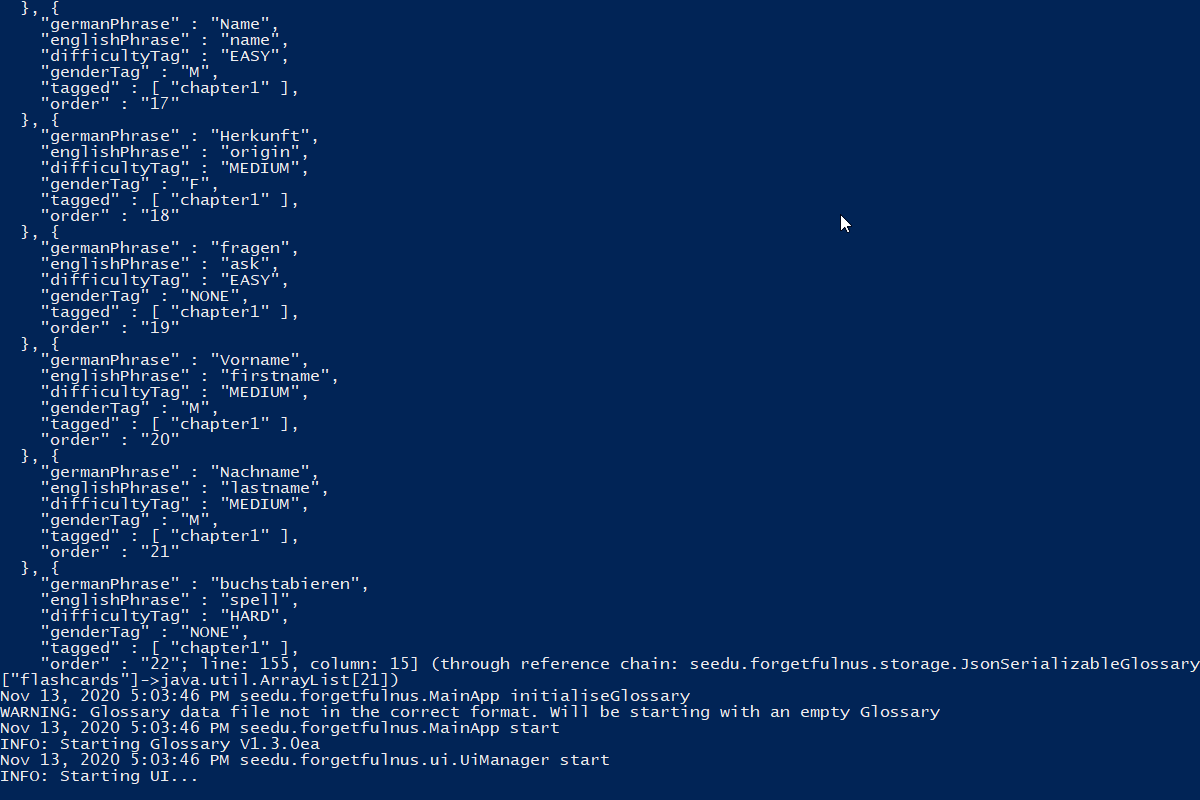 }, {
"germanPhrase" : "Name",
"englishPhrase" : "name",
"difficultyTag" : "EASY",
"genderTag" : "M",
"tagged" : [ "chapter1" ],
"order" : "17"
}, {
"germanPhrase" : "Herkunft",
"englishPhrase" : "origin",
"difficultyTag" : "MEDIUM",
"genderTag" : "F",
"tagged" : [ "chapter1" ],
"order" : "18"
}, {
"germanPhrase" : "fragen",
"englishPhrase" : "ask",
"difficultyTag" : "EASY",
"genderTag" : "NONE",
"tagged" : [ "chapter1" ],
"order" : "19"
}, {
"germanPhrase" : "Vorname",
"englishPhrase" : "firstname",
"difficultyTag" : "MEDIUM",
"genderTag" : "M",
"tagged" : [ "chapter1" ],
"order" : "20"
}, {
"germanPhrase" : "Nachname",
"englishPhrase" : "lastname",
"difficultyTag" : "MEDIUM",
"genderTag" : "M",
"tagged" : [ "chapter1" ],
"order" : "21"
}, {
"germanPhrase" : "buchstabieren",
"englishPhrase" : "spell",
"difficultyTag" : "HARD",
"genderTag" : "NONE",
"tagged" : [ "chapter1" ],
"order" : "22"; line: 155, column: 15] (through reference chain: seedu.forgetfulnus.storage.JsonSerializableGlossary
["flashcards"]->java.util.ArrayList[21])
Nov 13, 2020 5:03:46 PM seedu.forgetfulnus.MainApp initialiseGlossary
WARNING: Glossary data file not in the correct format. Will be starting with an empty Glossary
Nov 13, 2020 5:03:46 PM seedu.forgetfulnus.MainApp start
INFO: Starting Glossary V1.3.0ea
Nov 13, 2020 5:03:46 PM seedu.forgetfulnus.ui.UiManager start
INFO: Starting UI...